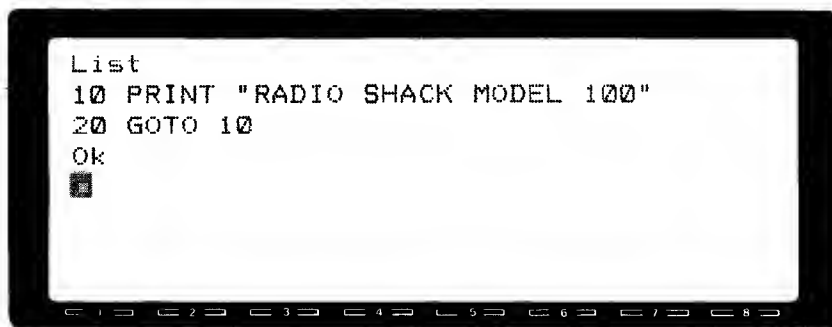 List
10 PRINT "RADIO SHACK MODEL 100"
20 GOTO 10
Ok
1 2 3 4 5 6 7 8